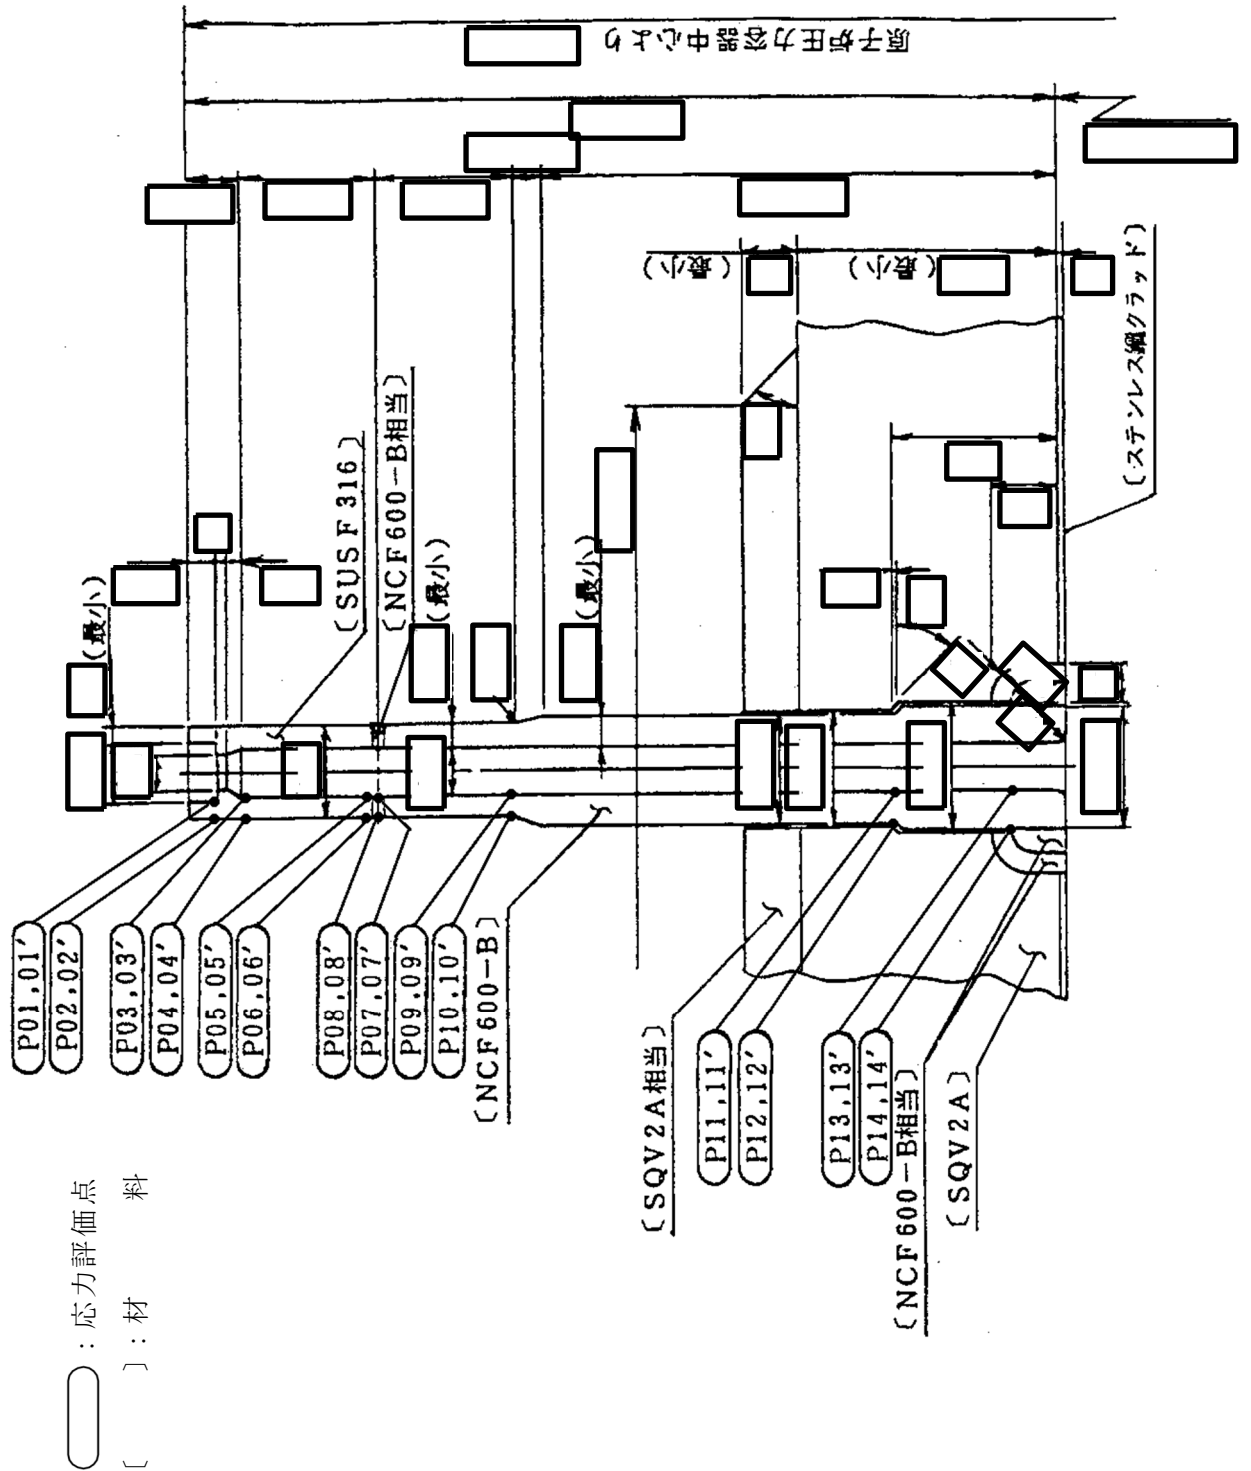 原子炉圧力容器中心より
(最小)
(最小)
〔ステンレス鋼クラッド〕
(最小)
〔SUSF316〕
〔NCF600-B相当〕
(最小)
(最小)
P01,01′
P02,02′
P03,03′
P04,04′
P05,05′
P06,06′
P08,08′
P07,07′
P09,09′
P10,10′
〔NCF600-B〕
〔SQV2A相当〕
P11,11′
P12,12′
P13,13′
P14,14′
〔NCF600-B相当〕
〔SQV2A〕
：応力評価点
〔 〕：材 料